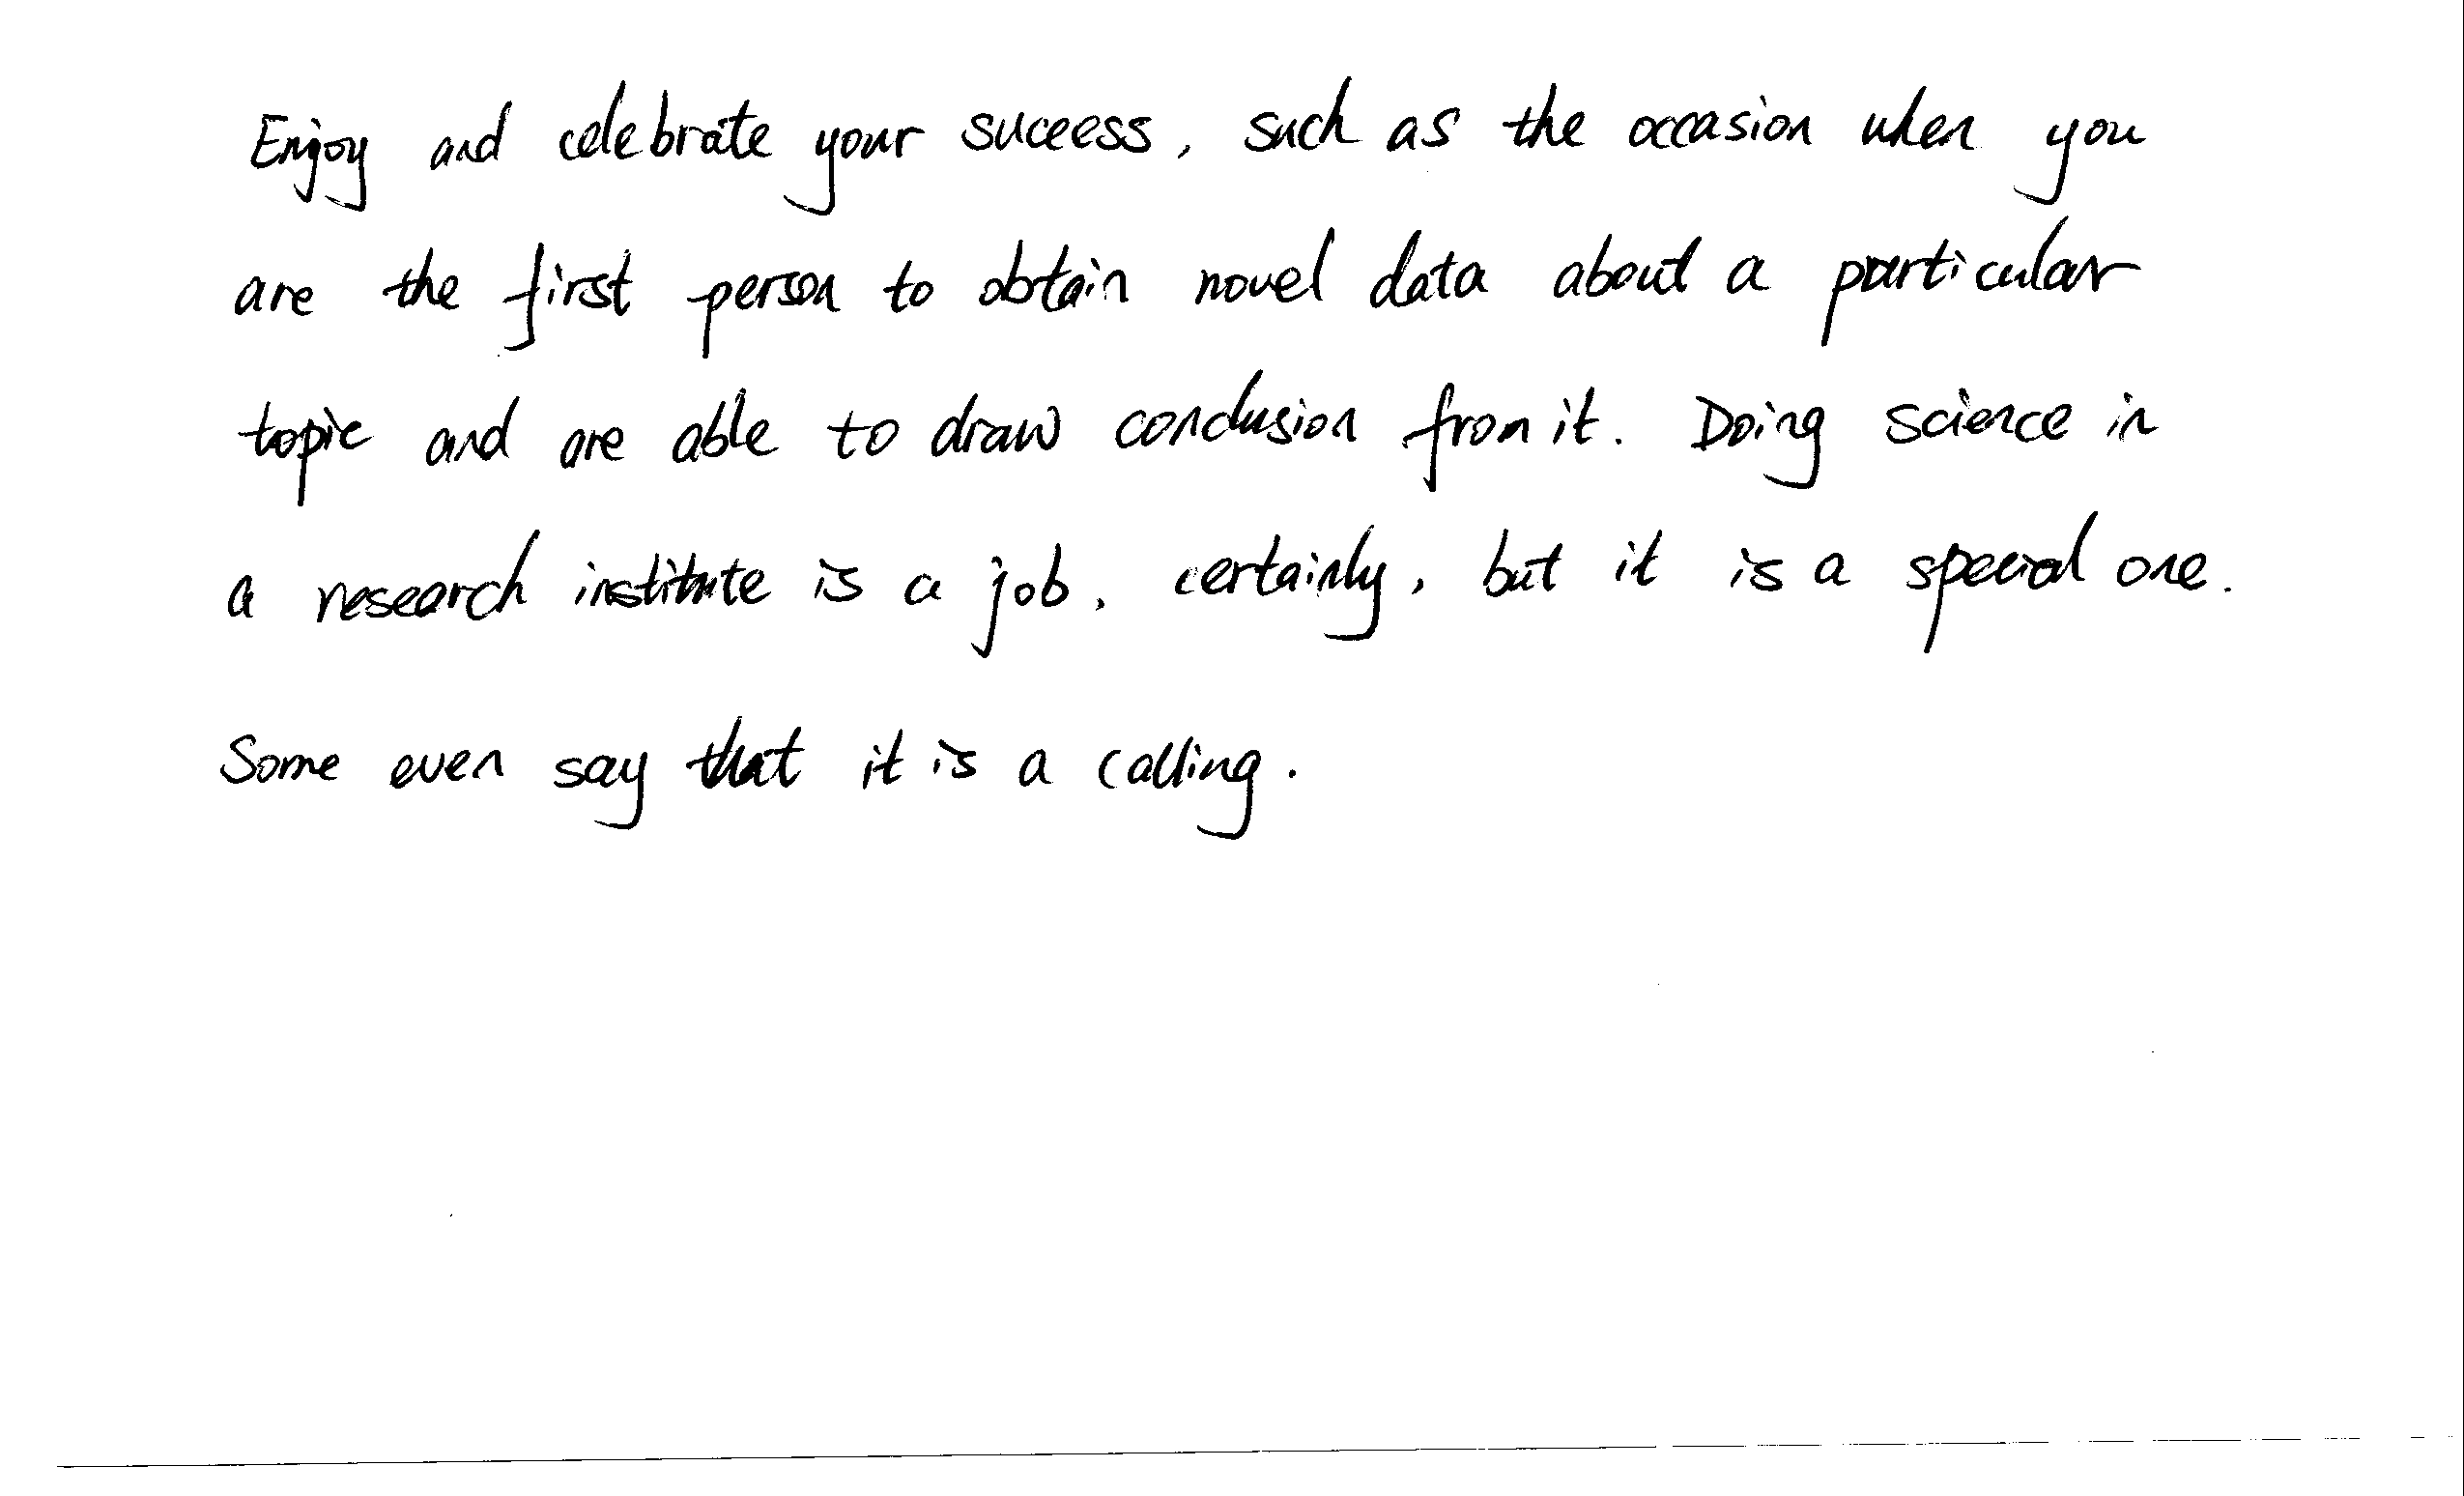 Enjoy and celebrate your success, such as the occasion when you
are the first person to obtain novel data about a particular
topic and are able to draw conclusion from it. Doing science in
a research institute is a job, certainly, but it is a special one.
Some even say that it is a calling.